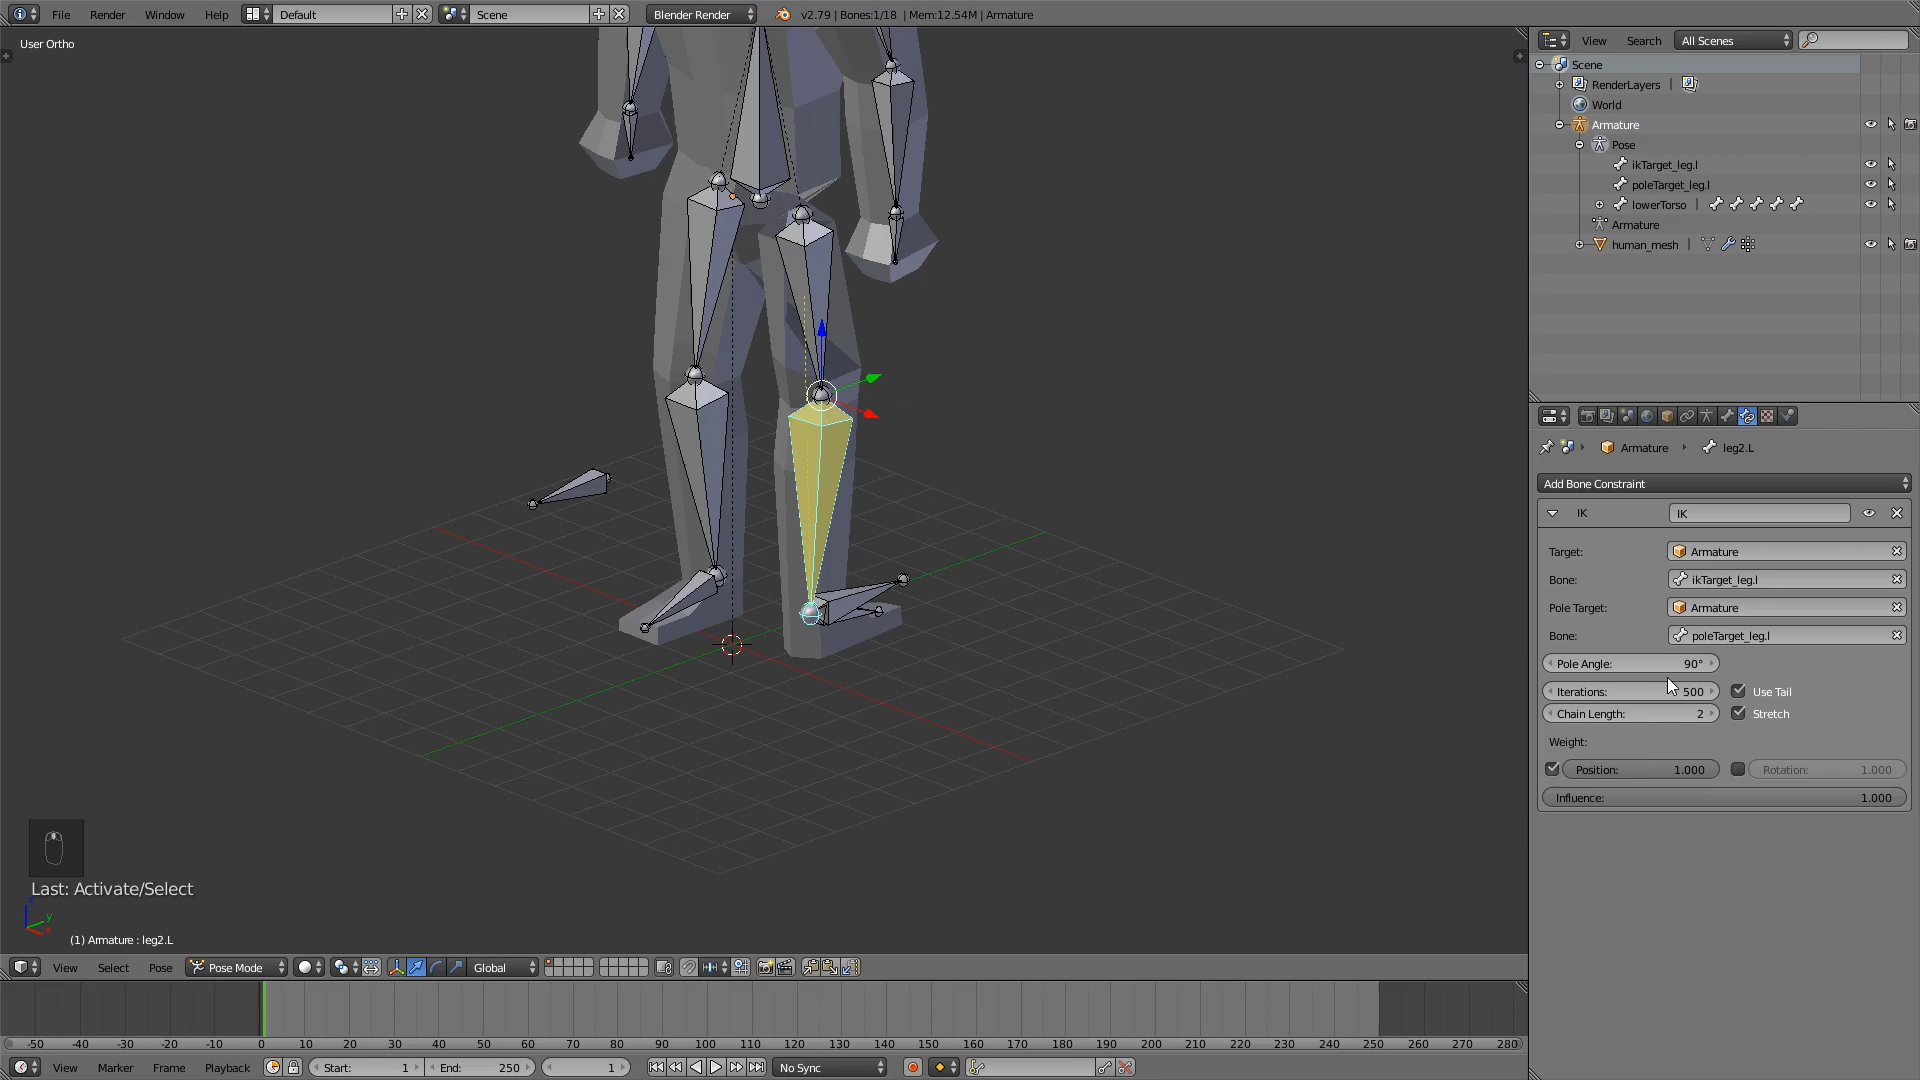 File Render Window Help Default Scene Blender Render v2.79 | Bones:1/18 | Mem:12.54M | Armature
User Ortho
View Search All Scenes
Scene
RenderLayers |
World
Armature
Pose
ikTarget_leg.l
poleTarget_leg.l
lowerTorso |
Armature
human_mesh |
Armature leg2.L
Add Bone Constraint
IK IK
Target: Armature
Bone: ikTarget_leg.l
Pole Target: Armature
Bone: poleTarget_leg.l
Pole Angle: 90°
Iterations: 500 Use Tail
Chain Length: 2 Stretch
Weight:
Position: 1.000 Rotation: 1.000
Influence: 1.000
Last: Activate/Select
z y x
(1) Armature : leg2.L
View Select Pose Pose Mode Global
-50 -40 -30 -20 -10 0 10 20 30 40 50 60 70 80 90 100 110 120 130 140 150 160 170 180 190 200 210 220 230 240 250 260 270 280
View Marker Frame Playback Start: 1 End: 250 1 No Sync